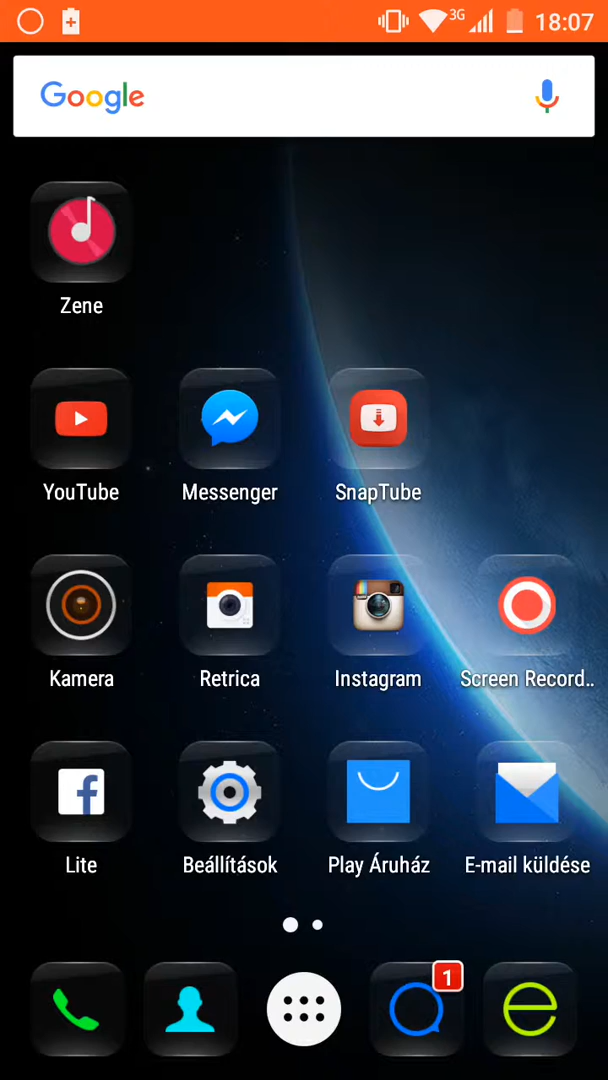 3G 18:07
Google
Zene
YouTube Messenger SnapTube
Kamera Retrica Instagram Screen Record..
Lite Beállítások Play Áruház E-mail küldése
1